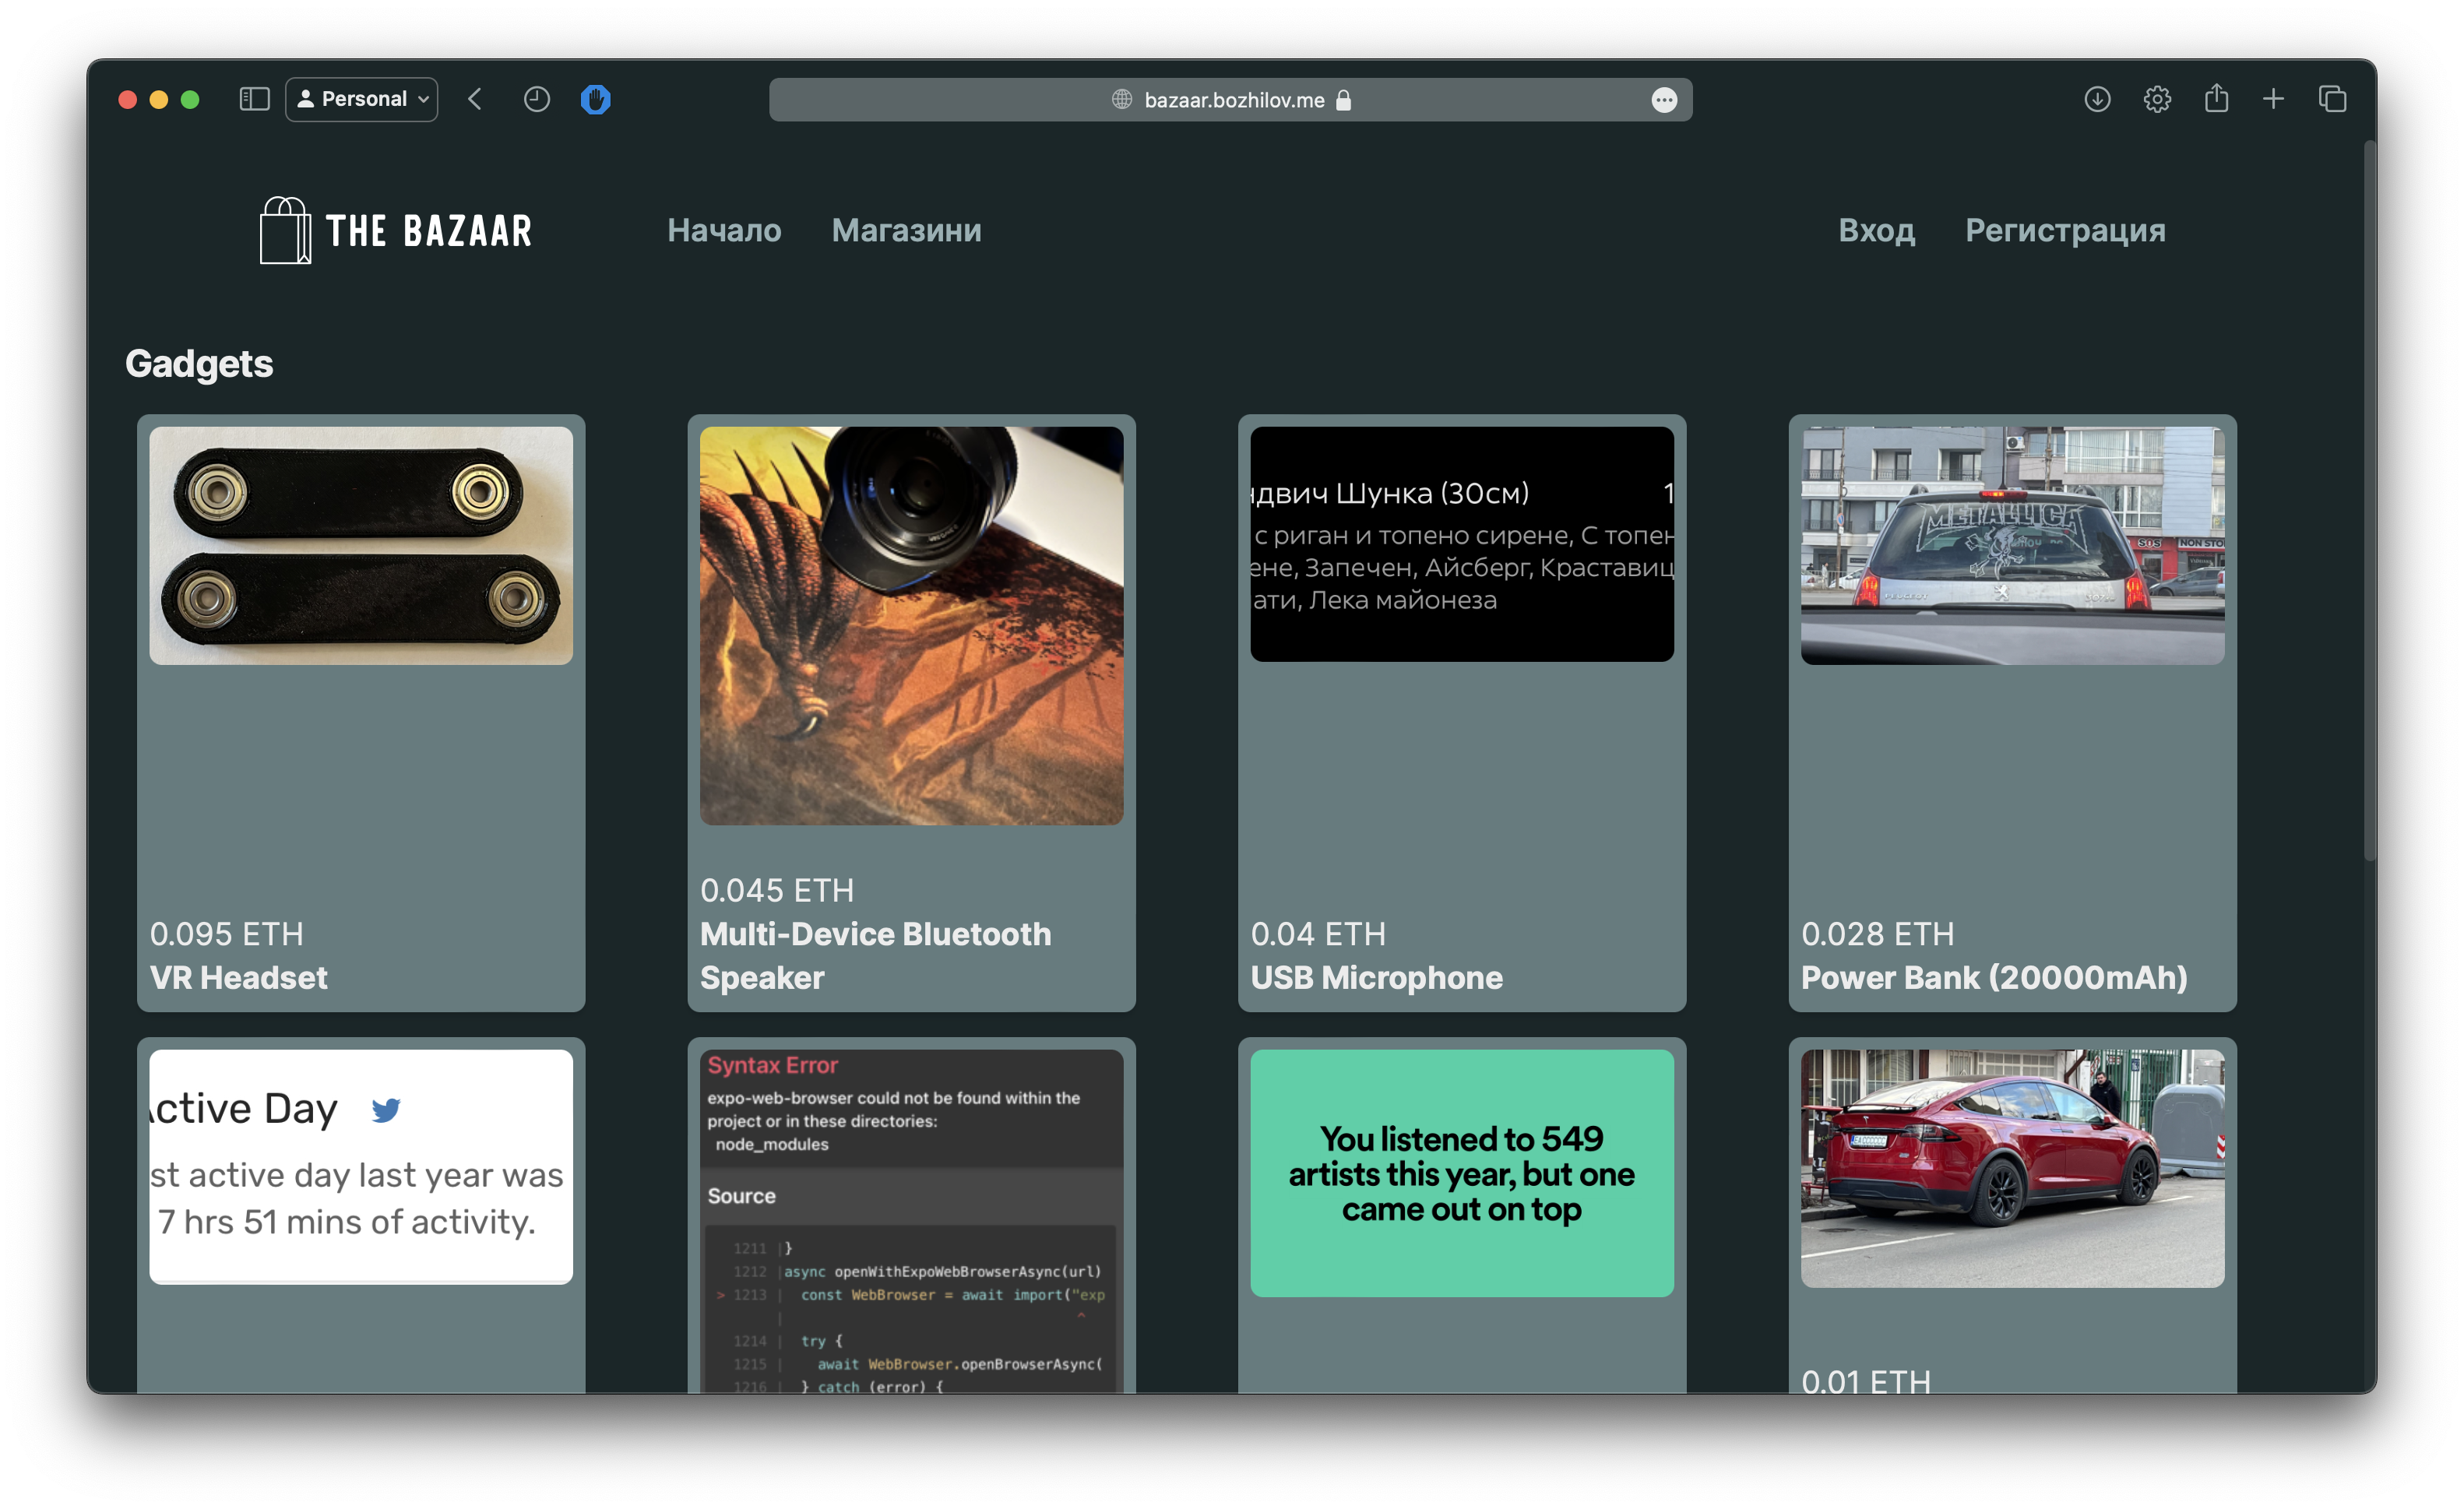 Personal
bazaar.bozhilov.me
THE BAZAAR
Начало
Магазини
Вход
Регистрация
Gadgets
ндвич Шунка (30см) 1
с риган и топено сирене, С топен
ене, Запечен, Айсберг, Краставиц
ати, Лека майонеза
METALLICA
SOS
NON STO
PEUGEOT
0.095 ETH
VR Headset
0.045 ETH
Multi-Device Bluetooth
Speaker
0.04 ETH
USB Microphone
0.028 ETH
Power Bank (20000mAh)
Active Day
st active day last year was
7 hrs 51 mins of activity.
Syntax Error
expo-web-browser could not be found within the
project or in these directories:
node_modules
Source
1211 |}
1212 |async openWithExpoWebBrowserAsync(url)
> 1213 | const WebBrowser = await import("exp
| ^
1214 | try {
1215 | await WebBrowser.openBrowserAsync(
1216 | } catch (error) {
You listened to 549
artists this year, but one
came out on top
0.01 ETH